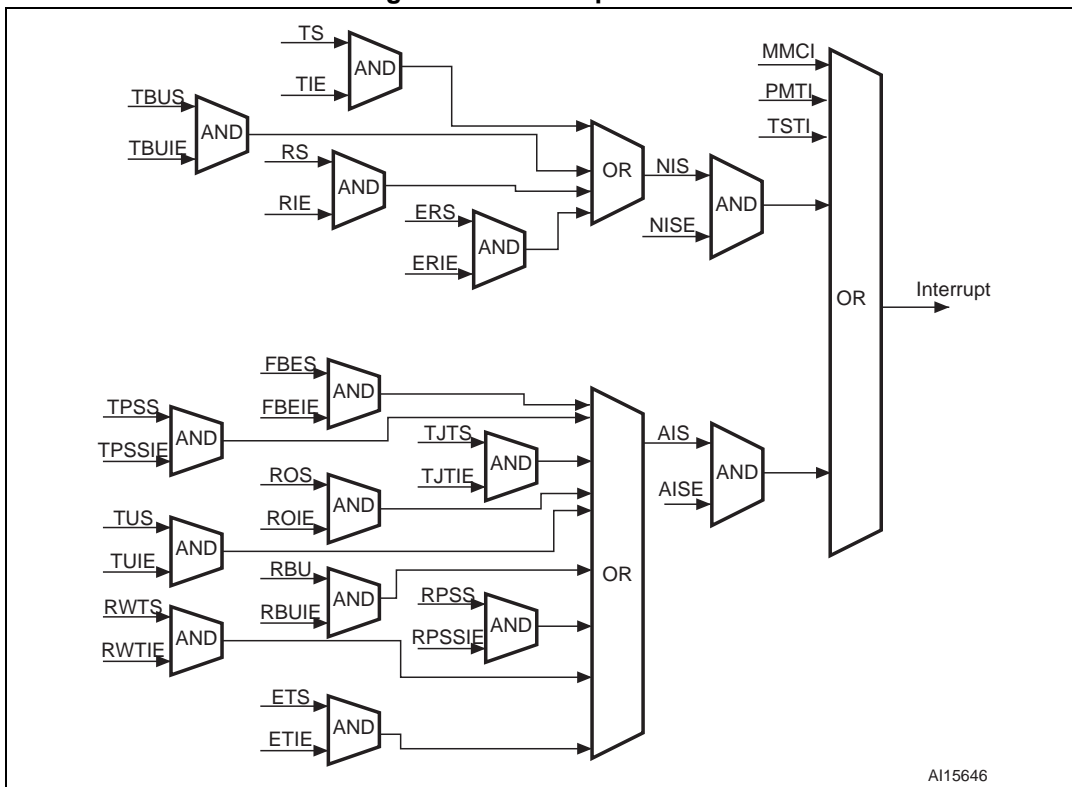 TS
AND
TIE
TBUS
AND
TBUIE
RS
AND
RIE
ERS
AND
ERIE
OR
NIS
AND
NISE
MMCI
PMTI
TSTI
OR
Interrupt
FBES
AND
FBEIE
TPSS
AND
TPSSIE
TJTS
AND
TJTIE
ROS
AND
ROIE
TUS
AND
TUIE
RBU
AND
RBUIE
RPSS
AND
RPSSIE
RWTS
AND
RWTIE
ETS
AND
ETIE
OR
AIS
AND
AISE
AI15646